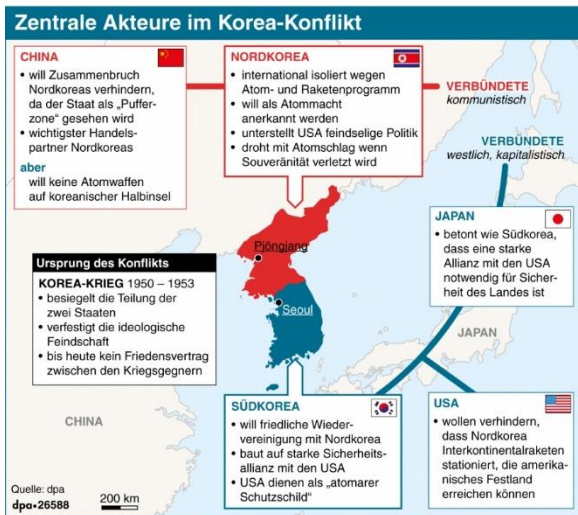 Zentrale Akteure im Korea-Konflikt
CHINA
• will Zusammenbruch
Nordkoreas verhindern,
da der Staat als „Puffer-
zone“ gesehen wird
• wichtigster Handels-
partner Nordkoreas
aber
will keine Atomwaffen
auf koreanischer Halbinsel
NORDKOREA
• international isoliert wegen
Atom- und Raketenprogramm
• will als Atommacht
anerkannt werden
• unterstellt USA feindselige Politik
• droht mit Atomschlag wenn
Souveränität verletzt wird
VERBÜNDETE
kommunistisch
VERBÜNDETE
westlich, kapitalistisch
JAPAN
• betont wie Südkorea,
dass eine starke
Allianz mit den USA
notwendig für Sicher-
heit des Landes ist
Pjöngjang
Seoul
Ursprung des Konflikts
KOREA-KRIEG 1950 – 1953
• besiegelt die Teilung der
zwei Staaten
• verfestigt die ideologische
Feindschaft
• bis heute kein Friedensvertrag
zwischen den Kriegsgegnern
JAPAN
CHINA
SÜDKOREA
• will friedliche Wieder-
vereinigung mit Nordkorea
• baut auf starke Sicherheits-
allianz mit den USA
• USA dienen als „atomarer
Schutzschild“
USA
• wollen verhindern,
dass Nordkorea
Interkontinentalraketen
stationiert, die amerika-
nisches Festland
erreichen können
Quelle: dpa
dpa•26588
200 km